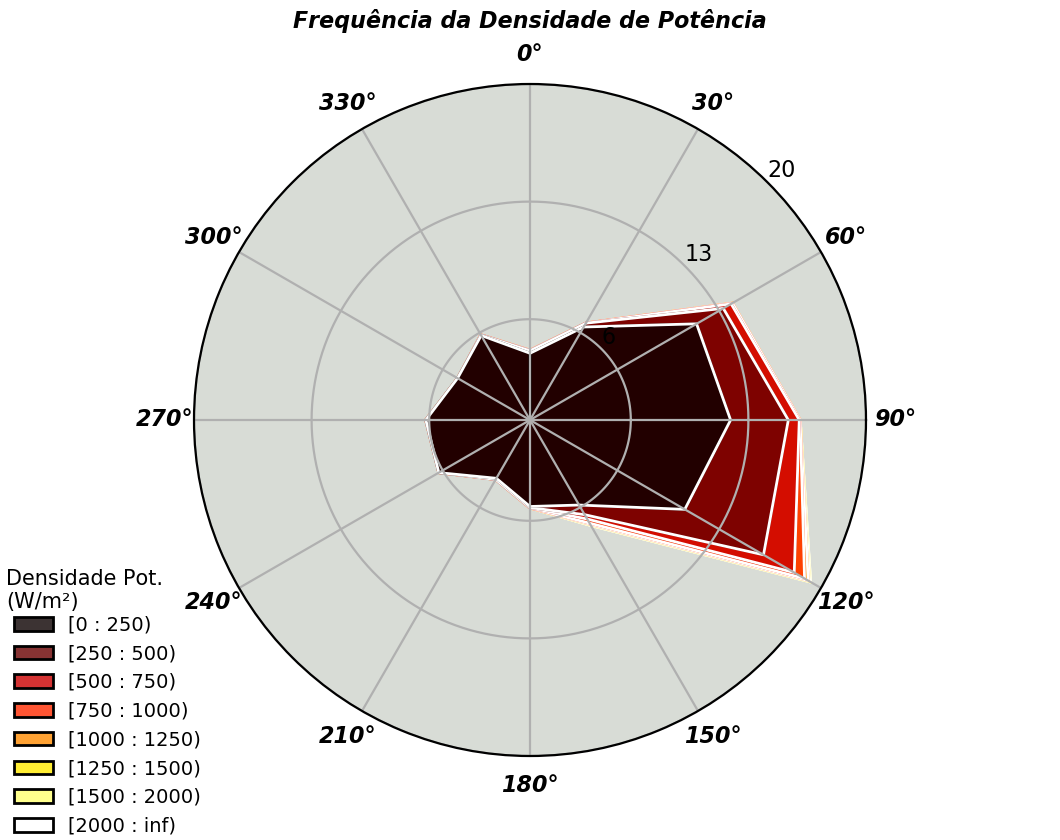 Frequência da Densidade de Potência
0°
330°
30°
20
300°
60°
13
6
270°
90°
240°
120°
210°
150°
180°
Densidade Pot.
(W/m²)
[0 : 250)
[250 : 500)
[500 : 750)
[750 : 1000)
[1000 : 1250)
[1250 : 1500)
[1500 : 2000)
[2000 : inf)